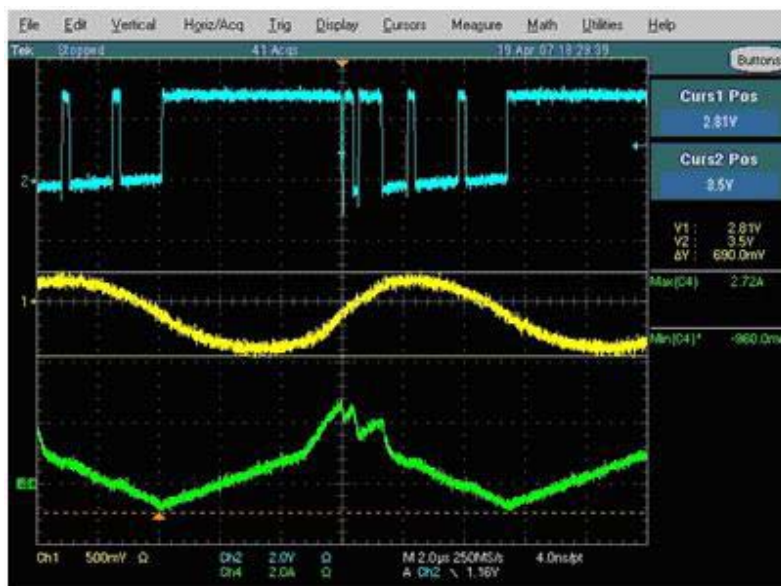 File Edit Vertical Horiz/Acq Trig Display Cursors Measure Math Utilities Help
Tek Stopped 41 Acqs 19 Apr 07 18:28:39
Buttons
Curs1 Pos
2.81V
Curs2 Pos
3.5V
2
V1 : 2.81V
V2 : 3.5V
ΔV : 690.0mV
Max(C4) 2.72A
1
Min(C4)* -960.0m
Ch1 500mV Ω Ch2 2.0V Ω M 2.0µs 250MS/s 4.0ns/pt
Ch4 2.0A Ω A Ch2 1.16V